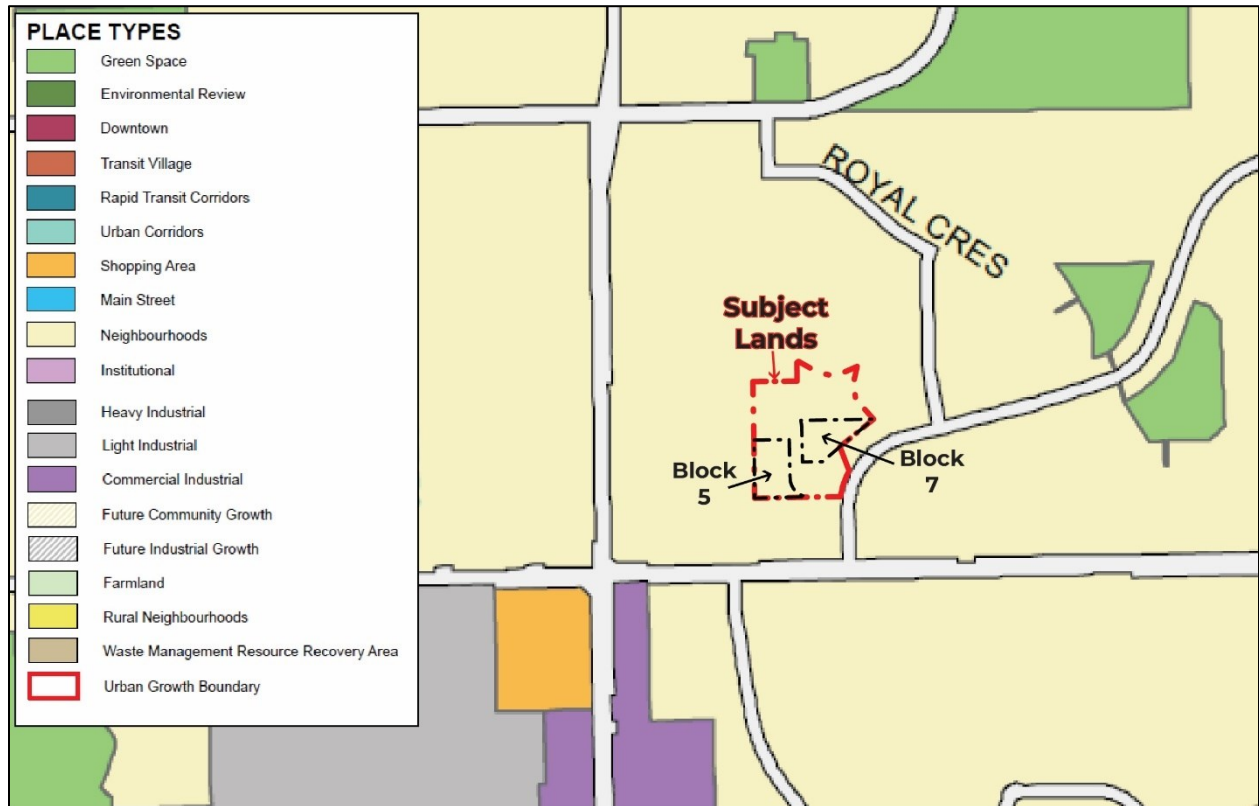 PLACE TYPES
Green Space
Environmental Review
Downtown
Transit Village
Rapid Transit Corridors
Urban Corridors
Shopping Area
Main Street
Neighbourhoods
Institutional
Heavy Industrial
Light Industrial
Commercial Industrial
Future Community Growth
Future Industrial Growth
Farmland
Rural Neighbourhoods
Waste Management Resource Recovery Area
Urban Growth Boundary
ROYAL CRES
Subject
Lands
Block
5
Block
7